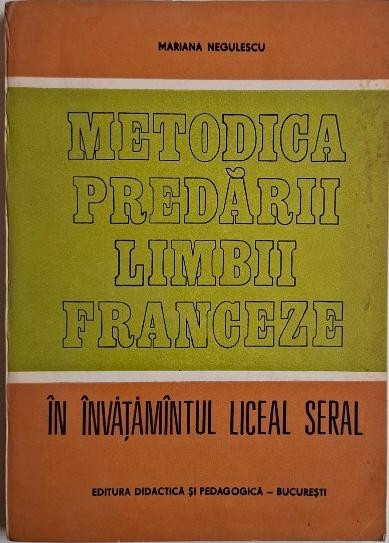 MARIANA NEGULESCU
METODICA
PREDĂRII
LIMBII
FRANCEZE
ÎN ÎNVĂȚĂMÎNTUL LICEAL SERAL
EDITURA DIDACTICĂ ȘI PEDAGOGICĂ – BUCUREȘTI